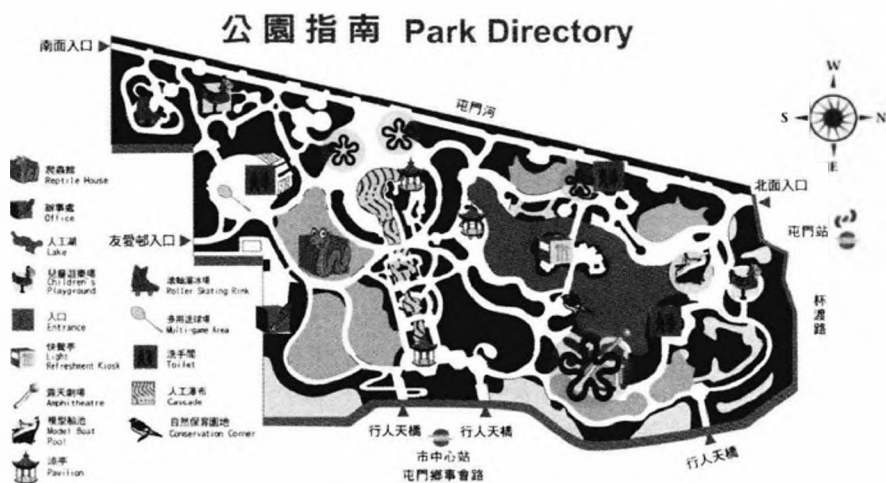 公園指南 Park Directory
南面入口
屯門河
W
S
N
E
北面入口
屯門站
友愛邨入口
杯渡路
爬蟲館
Reptile House
辦事處
Office
人工湖
Lake
兒童遊樂場
Children's
Playground
入口
Entrance
快餐亭
Light
Refreshment Kiosk
露天劇場
Amphitheatre
模型船池
Model Boat
Pool
涼亭
Pavilion
滾軸溜冰場
Roller Skating Rink
多用途球場
Multi-game Area
洗手間
Toilet
人工瀑布
Cascade
自然保育園地
Conservation Corner
行人天橋
行人天橋
行人天橋
市中心站
屯門鄉事會路